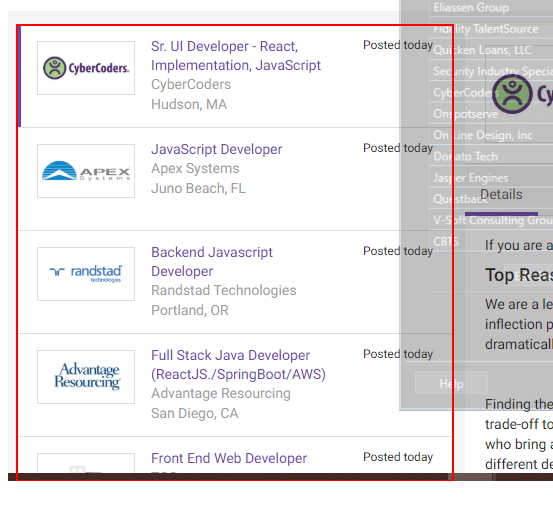 Eliassen Group
Fidelity TalentSource
Quicken Loans, LLC
Security Industry Specia
CyberCoders
Onspotserve
On Line Design, Inc
Donato Tech
Jasper Engines
Questback
V-Soft Consulting Grou
CBTS
CyberCoders.
Sr. UI Developer - React,
Implementation, JavaScript
CyberCoders
Hudson, MA
Posted today
APEX
Systems
JavaScript Developer
Apex Systems
Juno Beach, FL
Posted today
randstad
technologies
Backend Javascript
Developer
Randstad Technologies
Portland, OR
Posted today
Advantage
Resourcing
Full Stack Java Developer
(ReactJS./SpringBoot/AWS)
Advantage Resourcing
San Diego, CA
Posted today
Front End Web Developer
Posted today
Cy
Details
If you are a
Top Reas
We are a le
inflection p
dramaticall
Help
Finding the
trade-off to
who bring a
different de